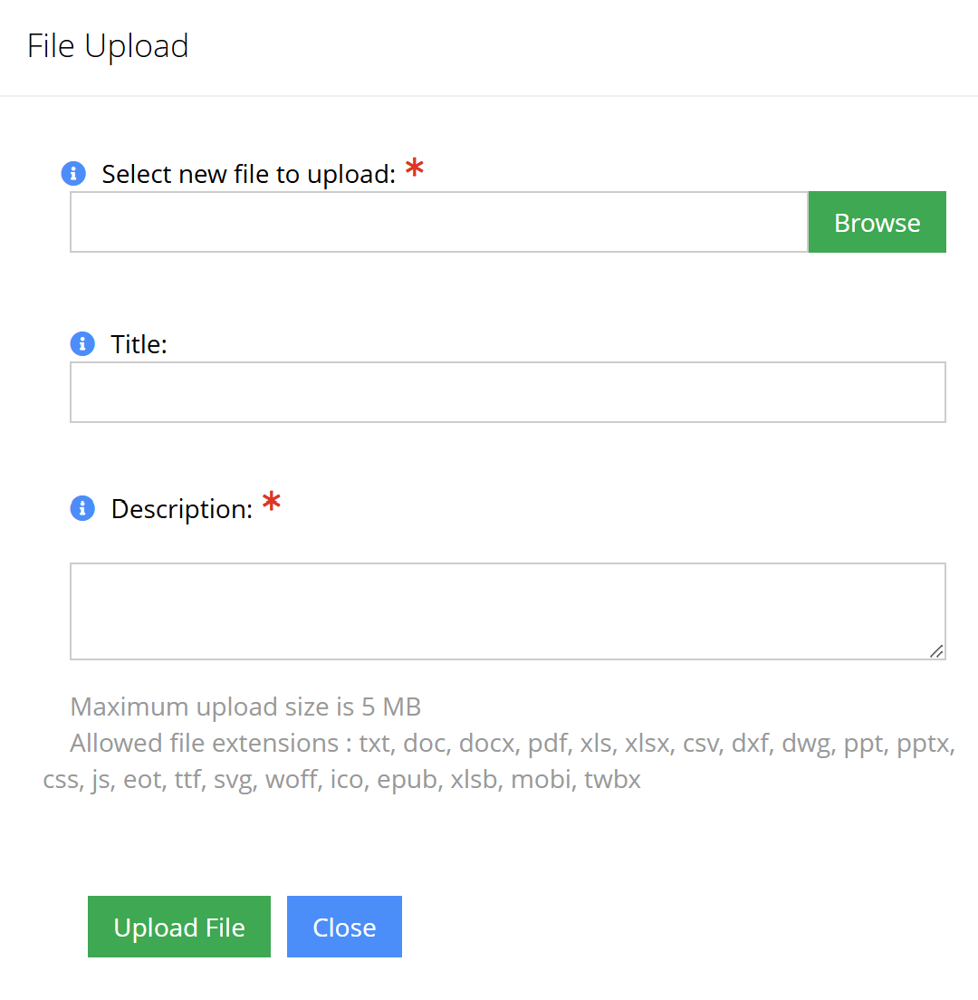 File Upload
Select new file to upload: *
Browse
Title:
Description: *
Maximum upload size is 5 MB
Allowed file extensions : txt, doc, docx, pdf, xls, xlsx, csv, dxf, dwg, ppt, pptx,
css, js, eot, ttf, svg, woff, ico, epub, xlsb, mobi, twbx
Upload File
Close